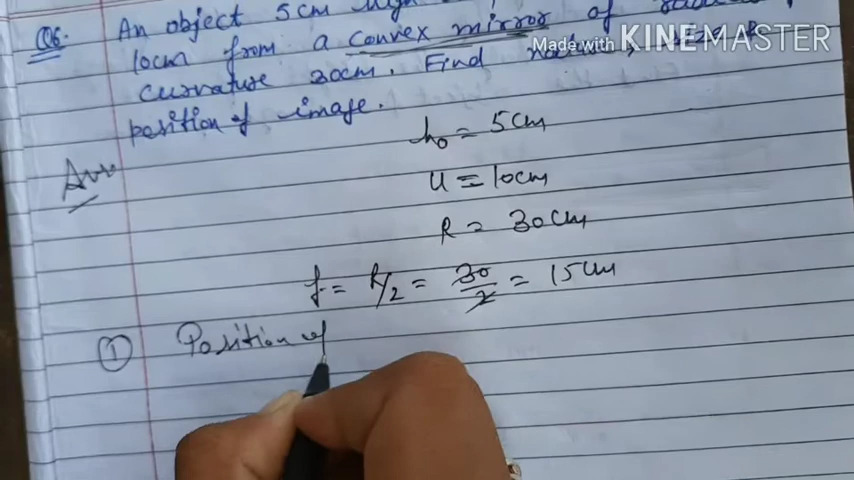 Q6. An object 5cm high
10cm from a convex mirror of
Made with KINEMASTER
curvature 30cm. Find
position of image.
h₀ = 5cm
Ans
u = 10cm
R = 30cm
f = R/2 = 30/2 = 15cm
① Position of